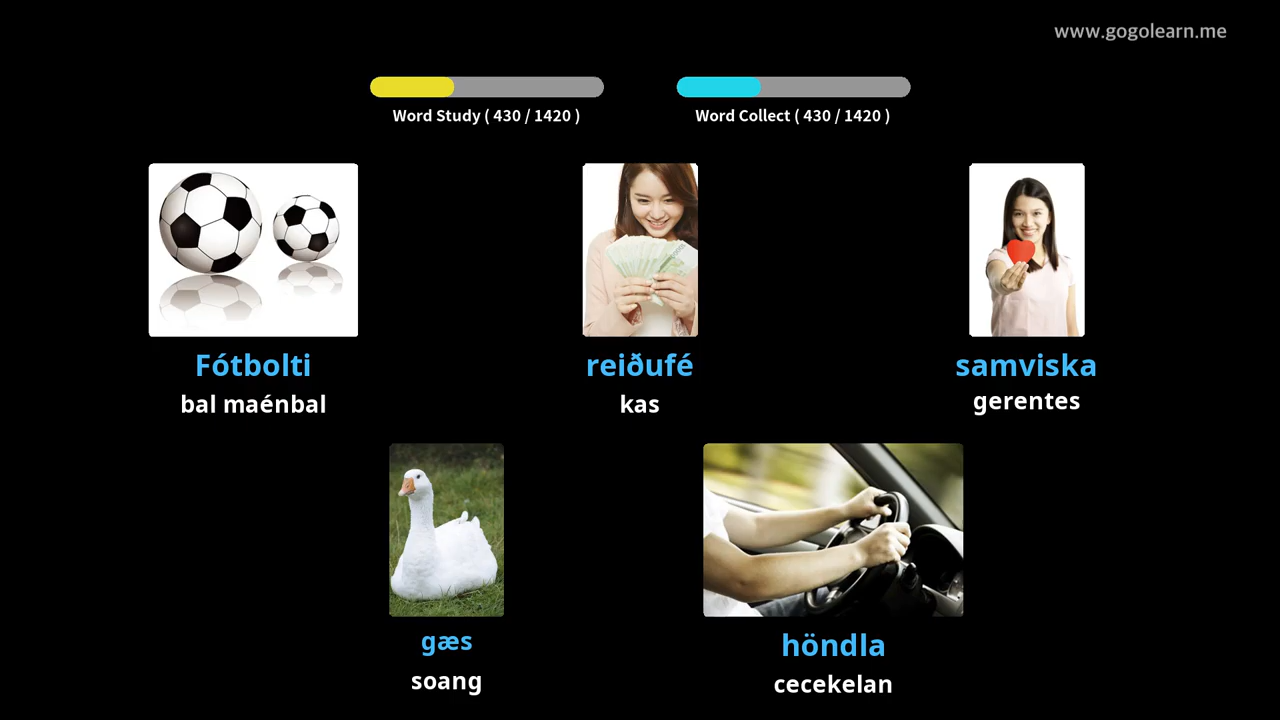 www.gogolearn.me
Word Study ( 430 / 1420 )
Word Collect ( 430 / 1420 )
Fótbolti
bal maénbal
reiðufé
kas
samviska
gerentes
gæs
soang
höndla
cecekelan